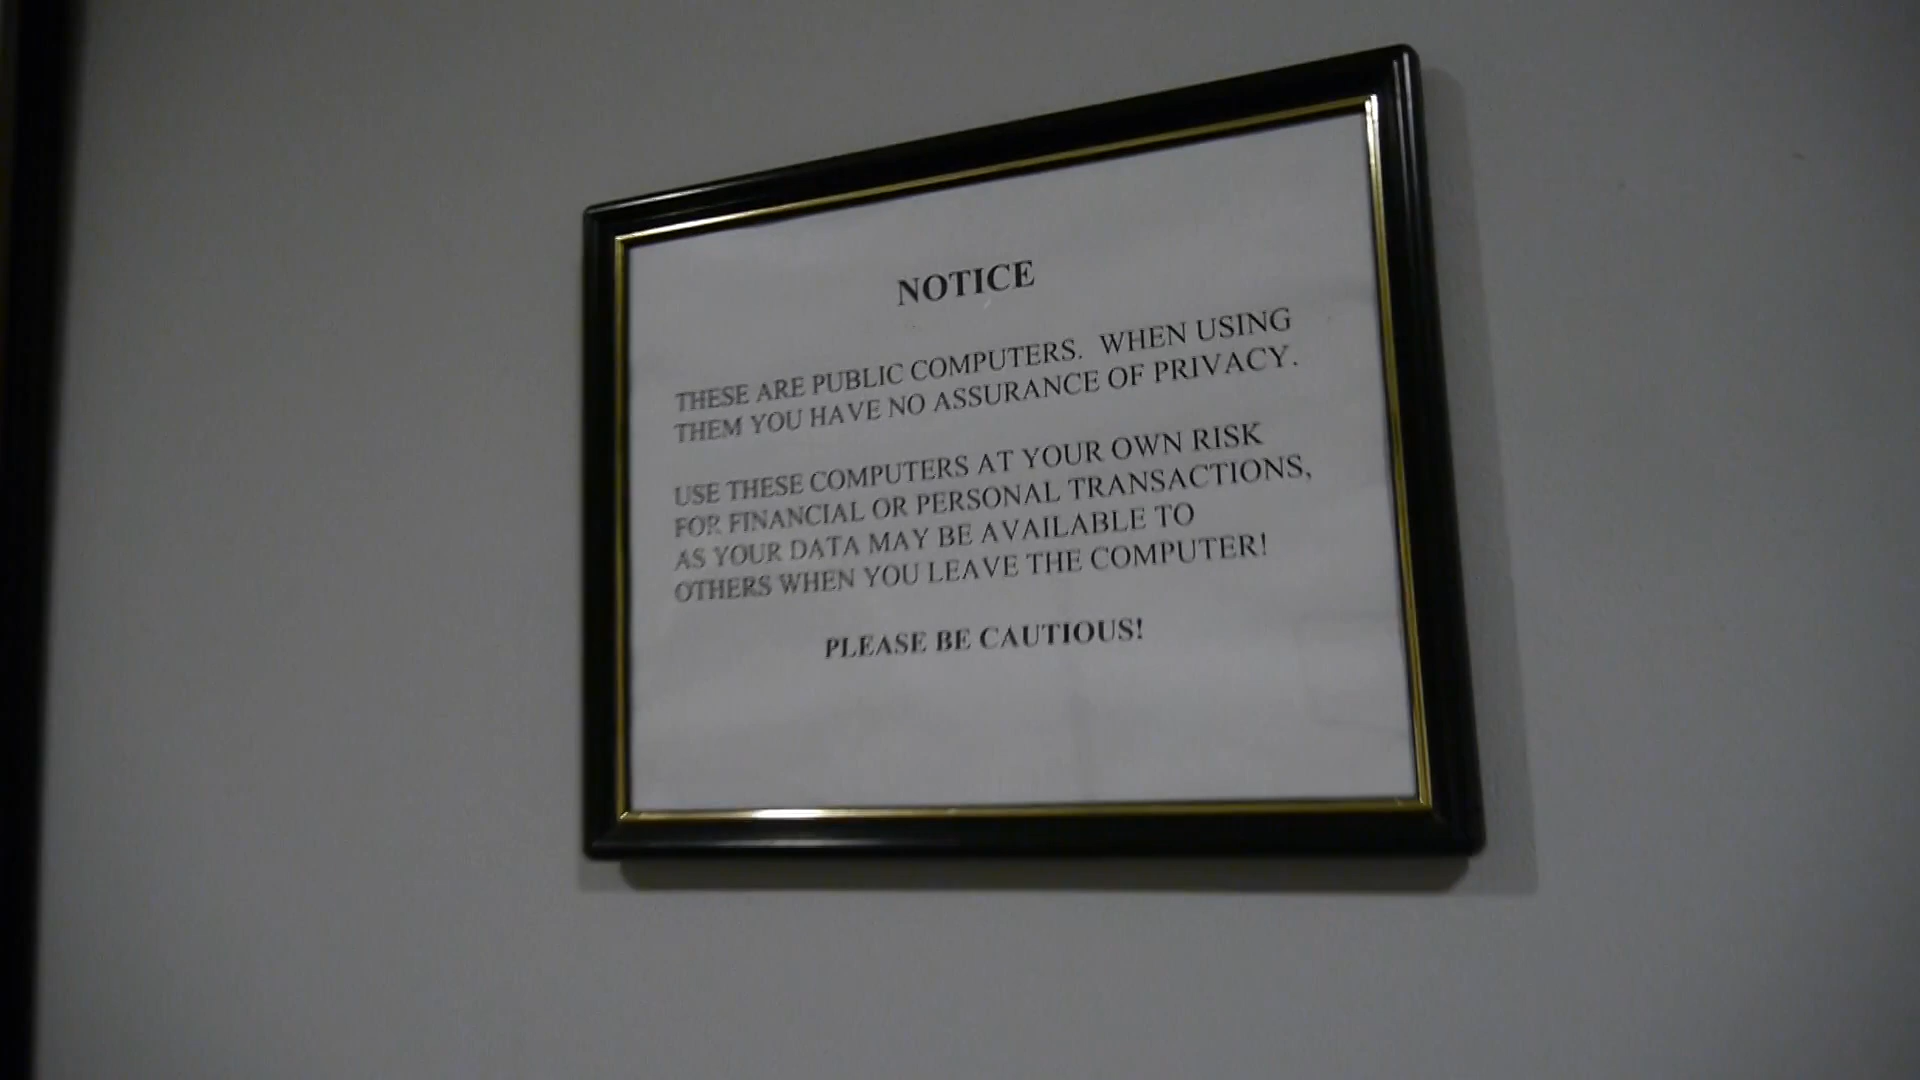 NOTICE
THESE ARE PUBLIC COMPUTERS. WHEN USING
THEM YOU HAVE NO ASSURANCE OF PRIVACY.
USE THESE COMPUTERS AT YOUR OWN RISK
FOR FINANCIAL OR PERSONAL TRANSACTIONS,
AS YOUR DATA MAY BE AVAILABLE TO
OTHERS WHEN YOU LEAVE THE COMPUTER!
PLEASE BE CAUTIOUS!